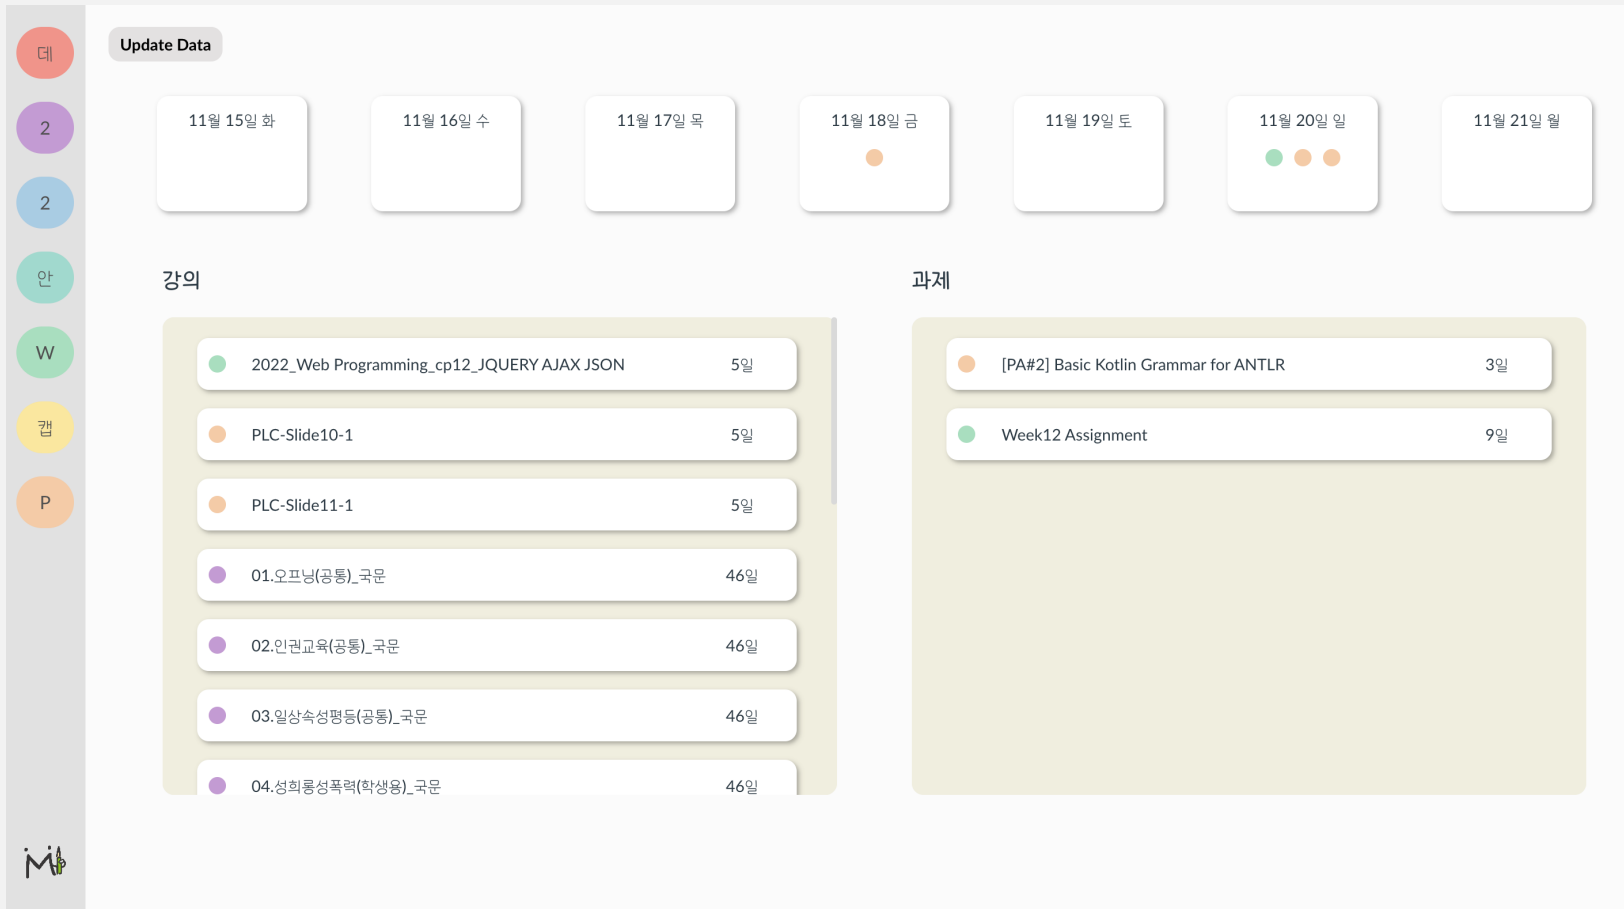 Update Data
데
2
2
안
W
캡
P
11월 15일 화
11월 16일 수
11월 17일 목
11월 18일 금
11월 19일 토
11월 20일 일
11월 21일 월
강의
2022_Web Programming_cp12_JQUERY AJAX JSON 5일
PLC-Slide10-1 5일
PLC-Slide11-1 5일
01.오프닝(공통)_국문 46일
02.인권교육(공통)_국문 46일
03.일상속성평등(공통)_국문 46일
04.성희롱성폭력(학생용)_국문 46일
과제
[PA#2] Basic Kotlin Grammar for ANTLR 3일
Week12 Assignment 9일